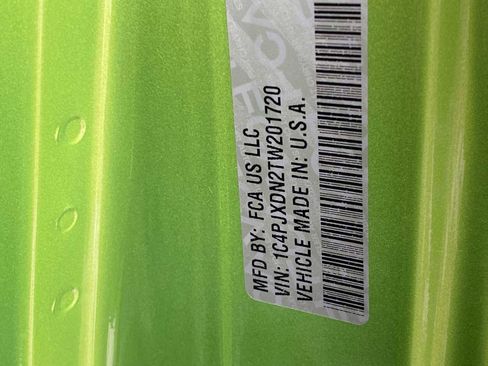 MFD BY: FCA US LLC
VIN: 1C4PJXDN2TW201720
VEHICLE MADE IN: U.S.A.